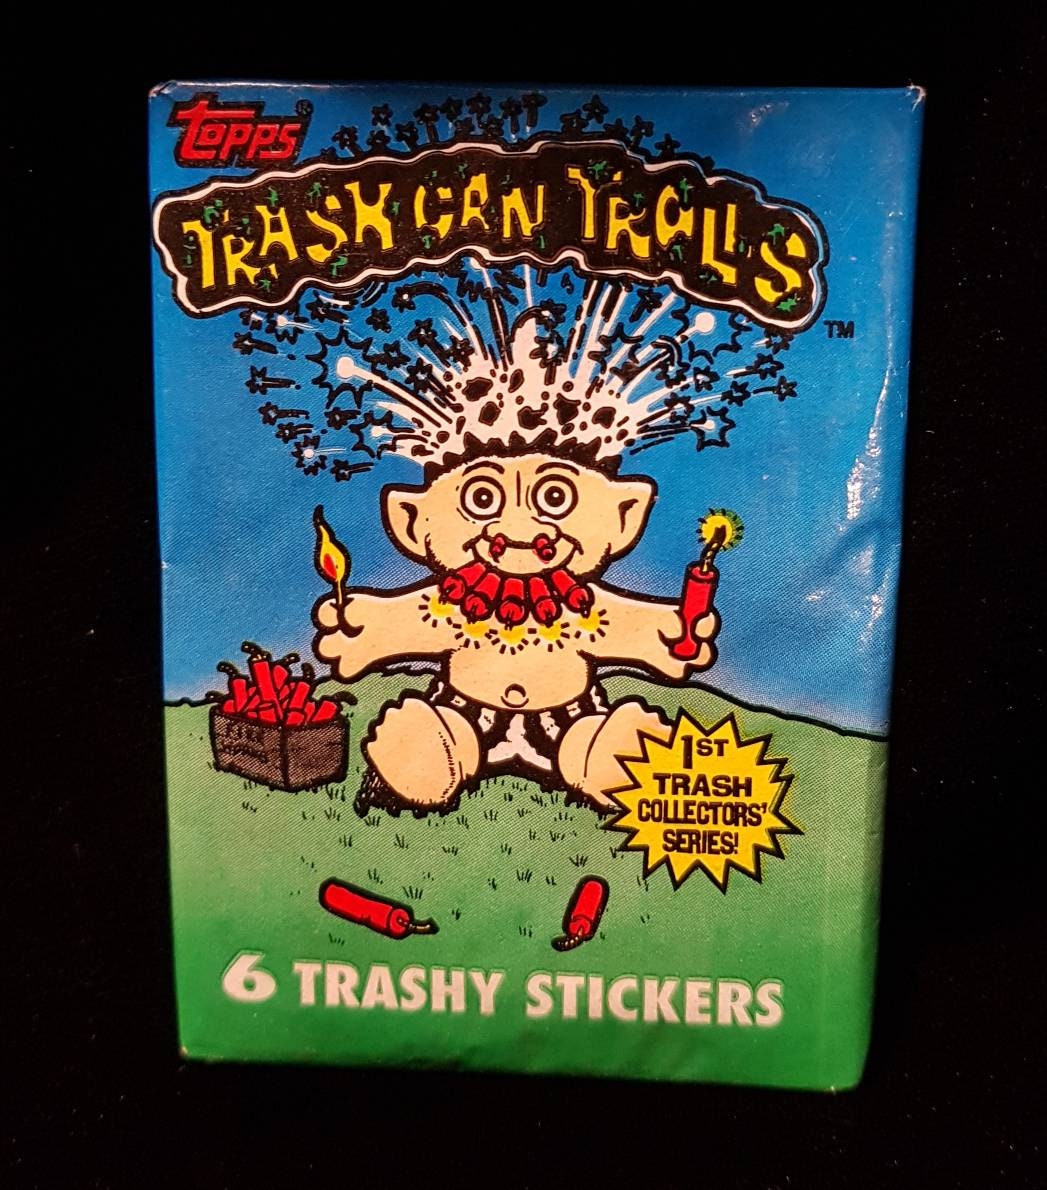 Topps®
TRASH CAN TROLLS
TM
1ST
TRASH
COLLECTORS'
SERIES!
6 TRASHY STICKERS